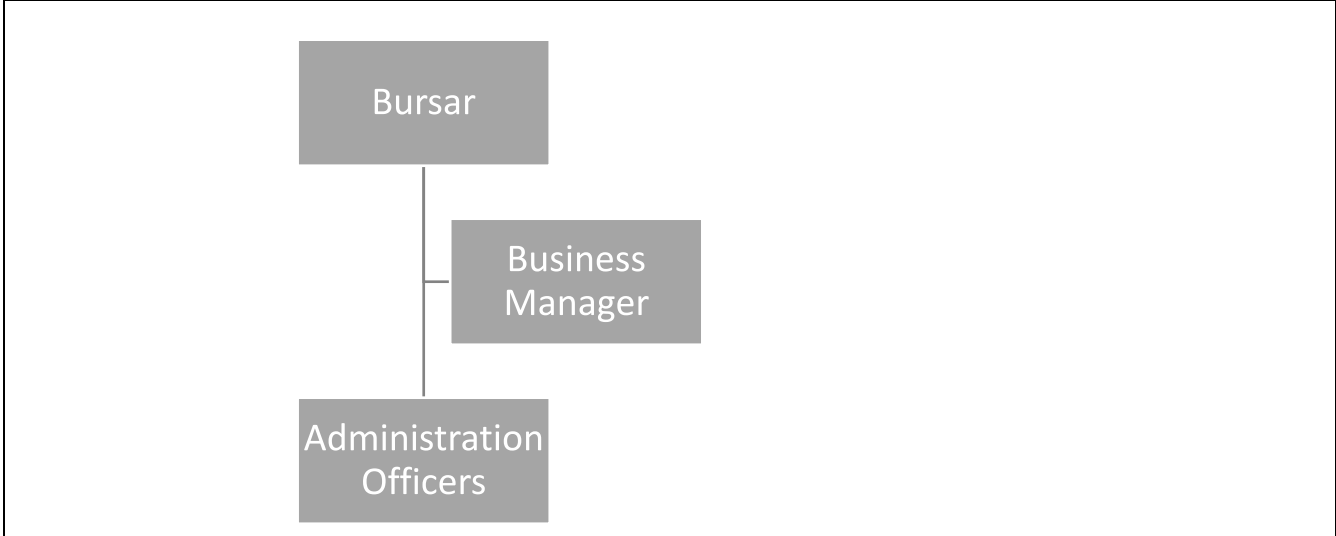 Bursar
Business
Manager
Administration
Officers